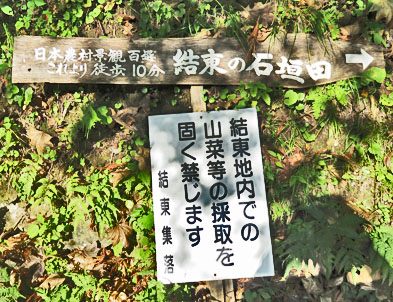 日本農村景観百選
これより徒歩10分
結東の石垣田
結東地内での
山菜等の採取を
固く禁じます
結東集落